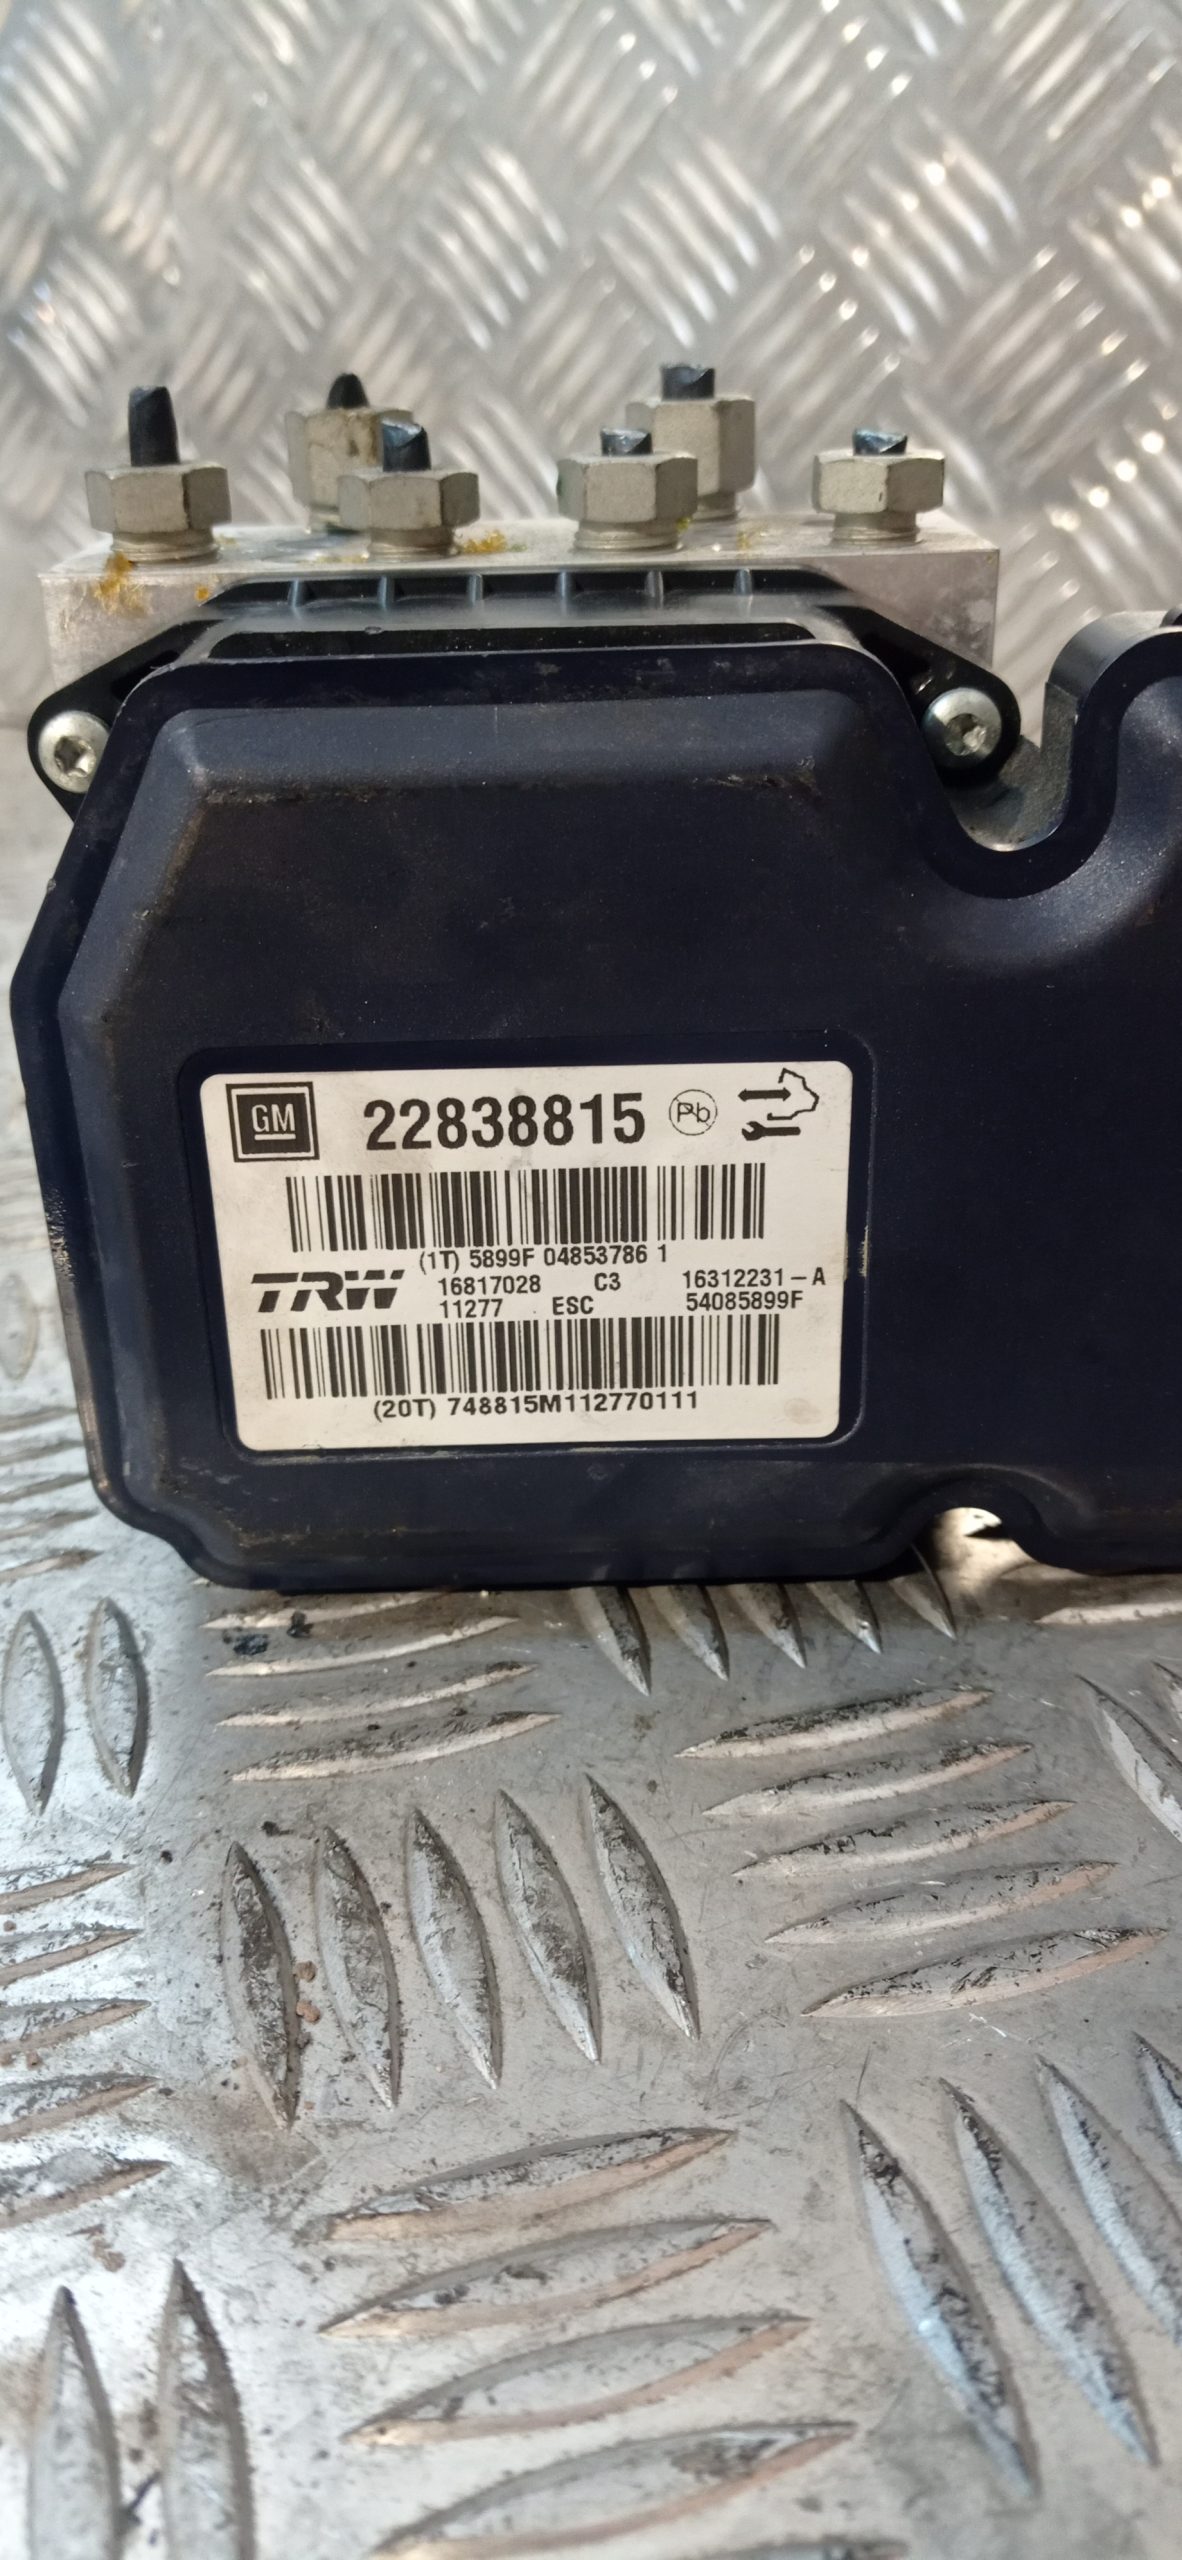 GM 22838815 Pb
(1T) 5899F 04853786 1
TRW 16817028 C3 16312231-A
11277 ESC 54085899F
(20T) 748815M112770111